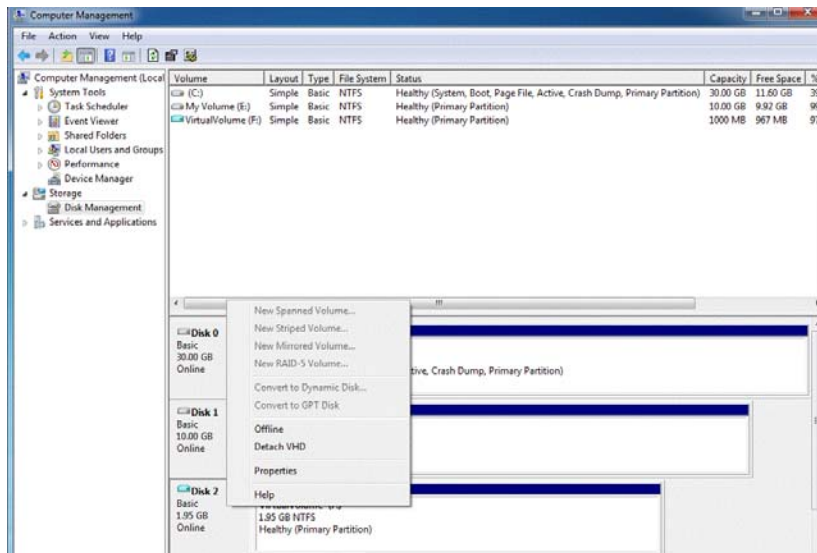 Computer Management
File Action View Help
Computer Management (Local
System Tools
Task Scheduler
Event Viewer
Shared Folders
Local Users and Groups
Performance
Device Manager
Storage
Disk Management
Services and Applications
Volume Layout Type File System Status Capacity Free Space %
(C:) Simple Basic NTFS Healthy (System, Boot, Page File, Active, Crash Dump, Primary Partition) 30.00 GB 11.60 GB
My Volume (E:) Simple Basic NTFS Healthy (Primary Partition) 10.00 GB 9.92 GB
VirtualVolume (F:) Simple Basic NTFS Healthy (Primary Partition) 1000 MB 967 MB
Disk 0
Basic
30.00 GB
Online
tive, Crash Dump, Primary Partition)
Disk 1
Basic
10.00 GB
Online
Disk 2
Basic
1.95 GB
Online
1.95 GB NTFS
Healthy (Primary Partition)
New Spanned Volume...
New Striped Volume...
New Mirrored Volume...
New RAID-5 Volume...
Convert to Dynamic Disk...
Convert to GPT Disk
Offline
Detach VHD
Properties
Help